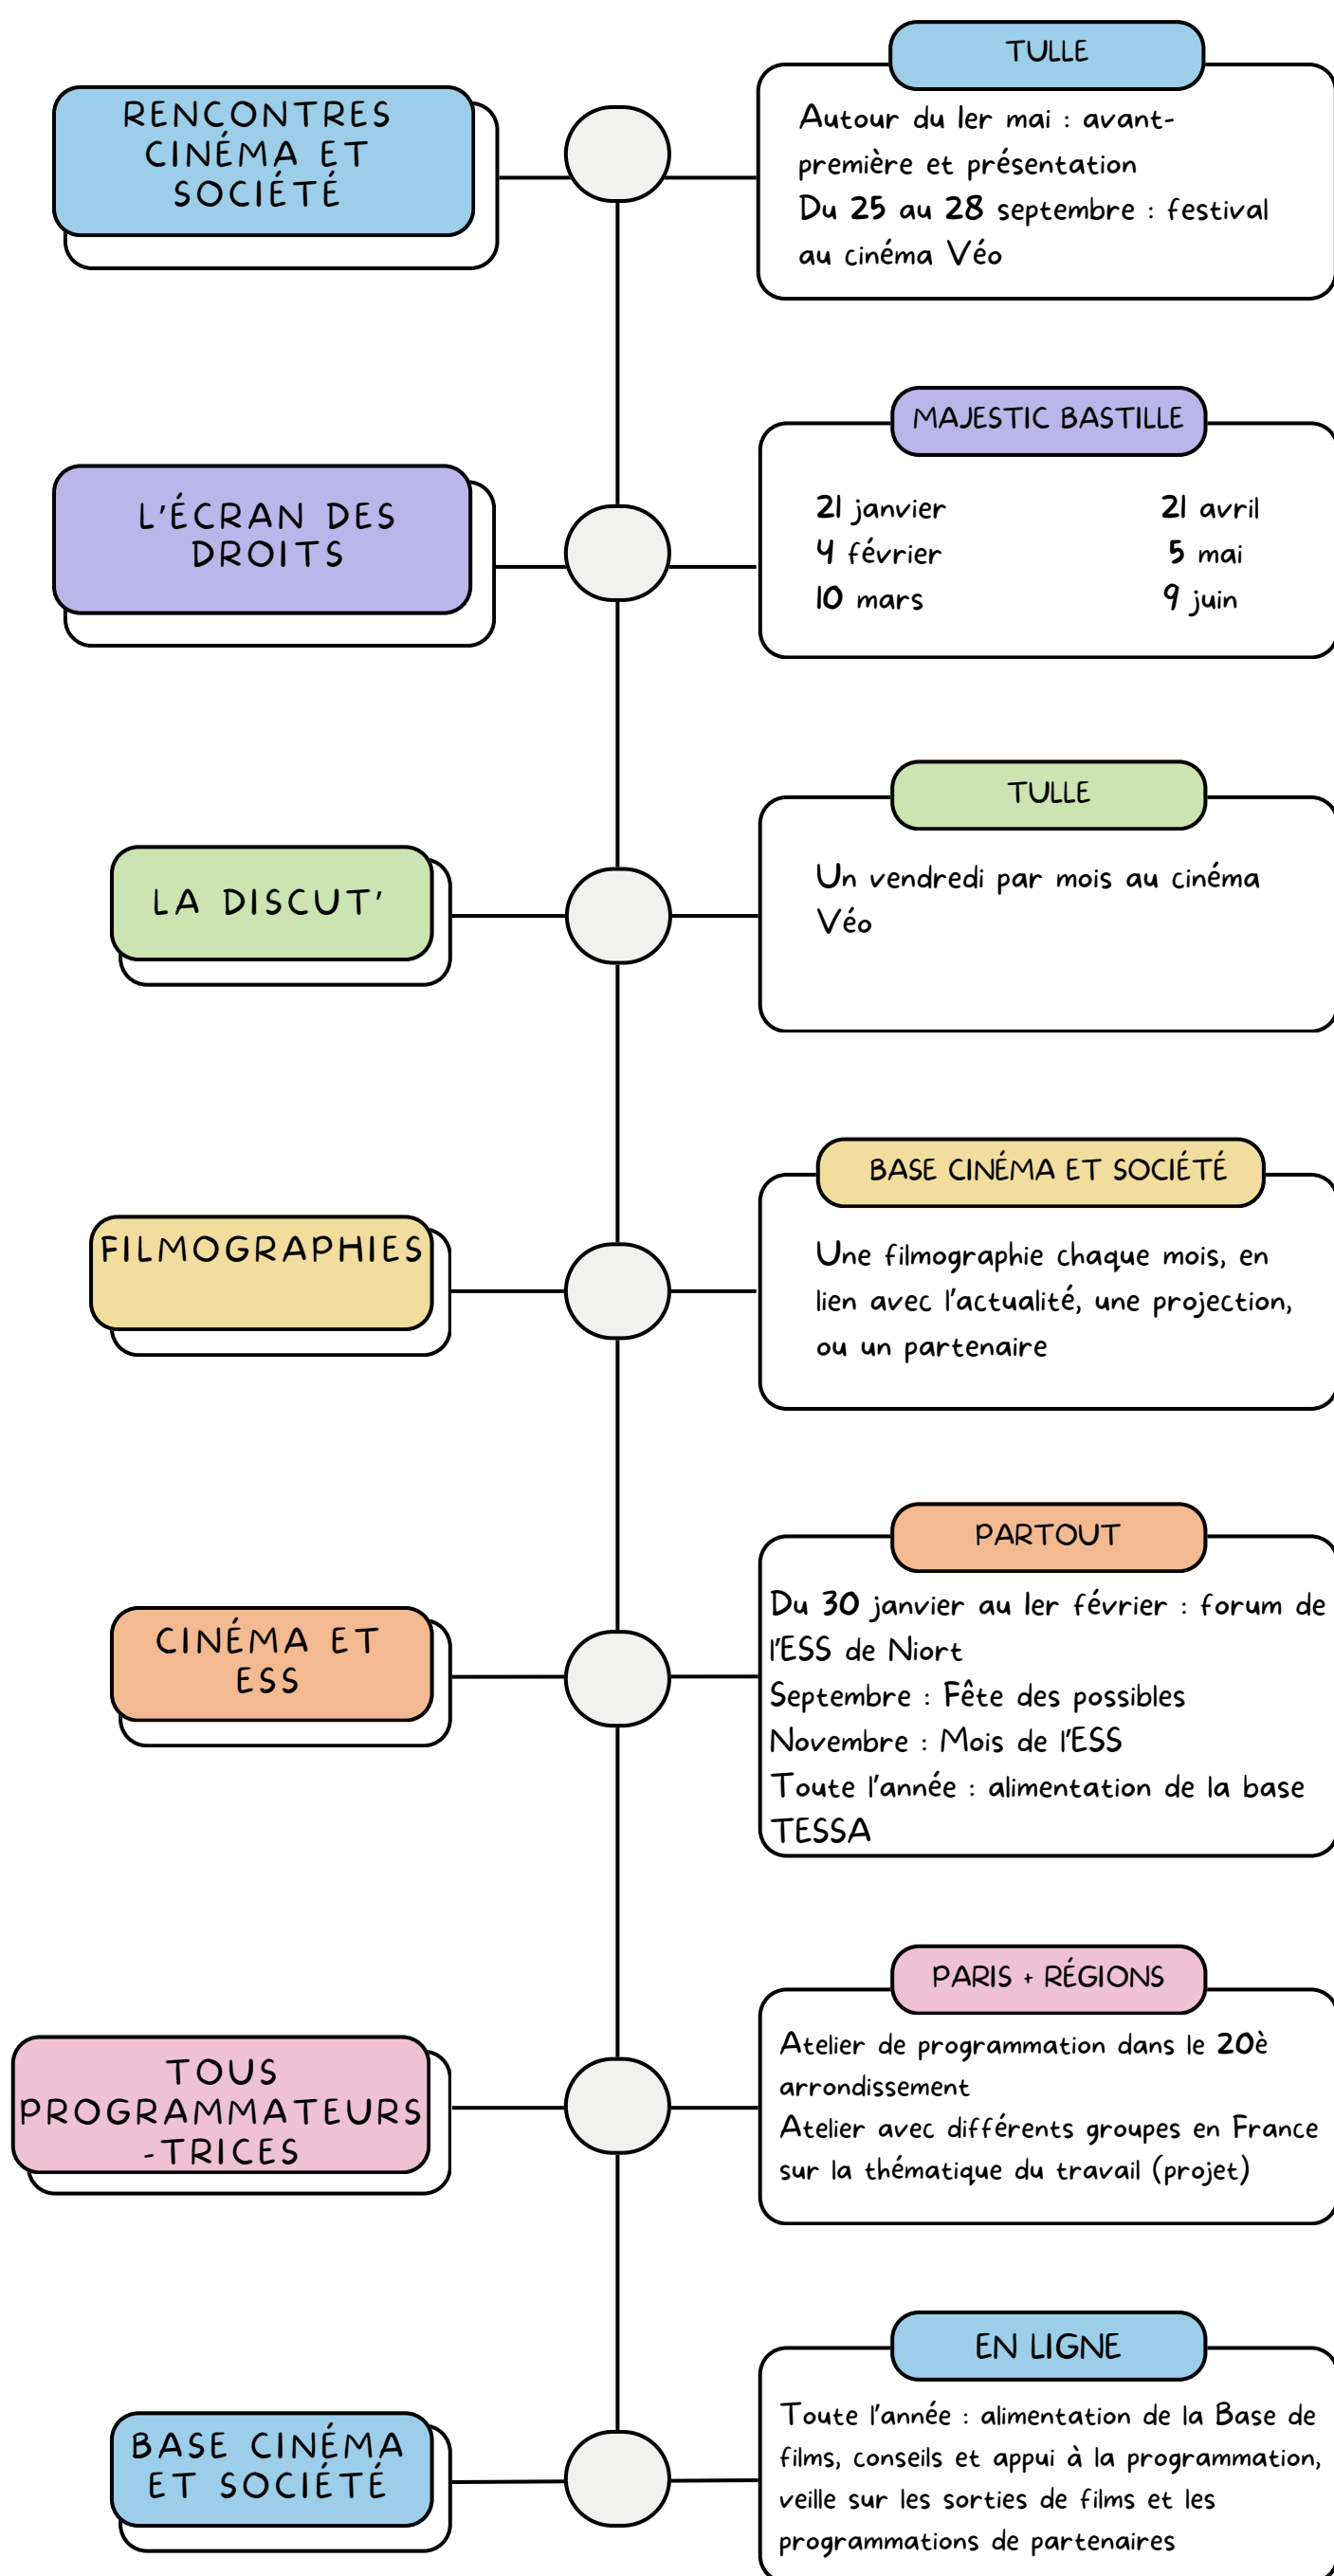 RENCONTRES
CINÉMA ET
SOCIÉTÉ
TULLE
Autour du 1er mai : avant-
première et présentation
Du 25 au 28 septembre : festival
au cinéma Véo
L'ÉCRAN DES
DROITS
MAJESTIC BASTILLE
21 janvier
4 février
10 mars
21 avril
5 mai
9 juin
LA DISCUT'
TULLE
Un vendredi par mois au cinéma
Véo
FILMOGRAPHIES
BASE CINÉMA ET SOCIÉTÉ
Une filmographie chaque mois, en
lien avec l'actualité, une projection,
ou un partenaire
CINÉMA ET
ESS
PARTOUT
Du 30 janvier au 1er février : forum de
l'ESS de Niort
Septembre : Fête des possibles
Novembre : Mois de l'ESS
Toute l'année : alimentation de la base
TESSA
TOUS
PROGRAMMATEURS
-TRICES
PARIS + RÉGIONS
Atelier de programmation dans le 20è
arrondissement
Atelier avec différents groupes en France
sur la thématique du travail (projet)
BASE CINÉMA
ET SOCIÉTÉ
EN LIGNE
Toute l'année : alimentation de la Base de
films, conseils et appui à la programmation,
veille sur les sorties de films et les
programmations de partenaires